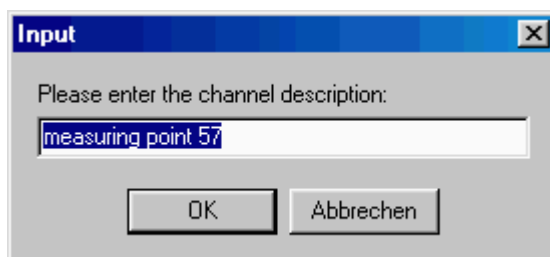 Input
Please enter the channel description:
measuring point 57
OK Abbrechen